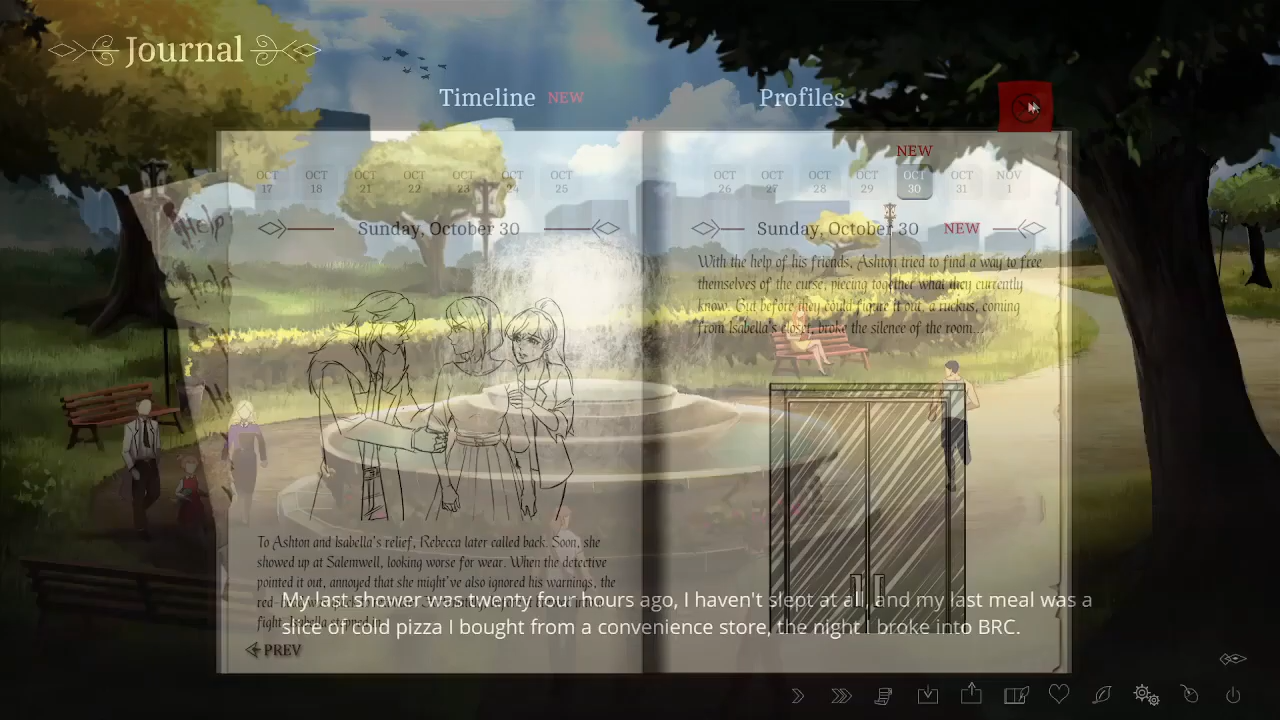 Journal
Timeline NEW
Profiles
NEW
OCT 17 OCT 18 OCT 21 OCT 22 OCT 23 OCT 24 OCT 25
OCT 26 OCT 27 OCT 28 OCT 29 OCT 30 OCT 31 NOV 1
Sunday, October 30
Sunday, October 30 NEW
Help
With the help of his friends, Ashton tried to find a way to free
themselves of the curse, piecing together what they currently
know. But before they could figure it out, a ruckus, coming
from Isabella's closet, broke the silence of the room...
To Ashton and Isabella's relief, Rebecca later called back. Soon, she
showed up at Salemwell, looking worse for wear. When the detective
pointed it out, annoyed that she might've also ignored his warnings, the
fight, Isabella stepped in.
My last shower was twenty four hours ago, I haven't slept at all, and my last meal was a
slice of cold pizza I bought from a convenience store, the night I broke into BRC.
PREV